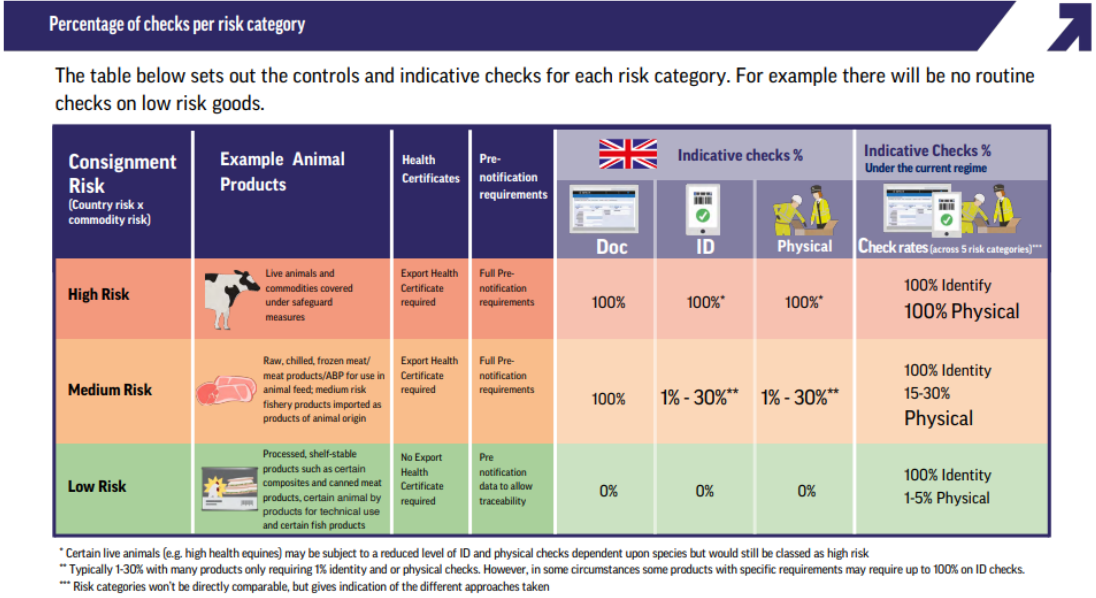 Percentage of checks per risk category
The table below sets out the controls and indicative checks for each risk category. For example there will be no routine
checks on low risk goods.
Consignment
Risk
(Country risk x
commodity risk)
Example Animal
Products
Health
Certificates
Pre-
notification
requirements
Indicative checks %
Doc
ID
Physical
Indicative Checks %
Under the current regime
Check rates (across 5 risk categories)***
High Risk
Live animals and
commodities covered
under safeguard
measures
Export Health
Certificate
required
Full Pre-
notification
requirements
100%
100%*
100%*
100% Identify
100% Physical
Medium Risk
Raw, chilled, frozen meat/
meat products/ABP for use in
animal feed; medium risk
fishery products imported as
products of animal origin
Export Health
Certificate
required
Full Pre-
notification
requirements
100%
1% - 30%**
1% - 30%**
100% Identity
15-30%
Physical
Low Risk
Processed, shelf-stable
products such as certain
composites and canned meat
products, certain animal by
products for technical use
and certain fish products
No Export
Health
Certificate
required
Pre
notification
data to allow
traceability
0%
0%
0%
100% Identity
1-5% Physical
* Certain live animals (e.g. high health equines) may be subject to a reduced level of ID and physical checks dependent upon species but would still be classed as high risk
** Typically 1-30% with many products only requiring 1% identity and or physical checks. However, in some circumstances some products with specific requirements may require up to 100% on ID checks.
*** Risk categories won't be directly comparable, but gives indication of the different approaches taken